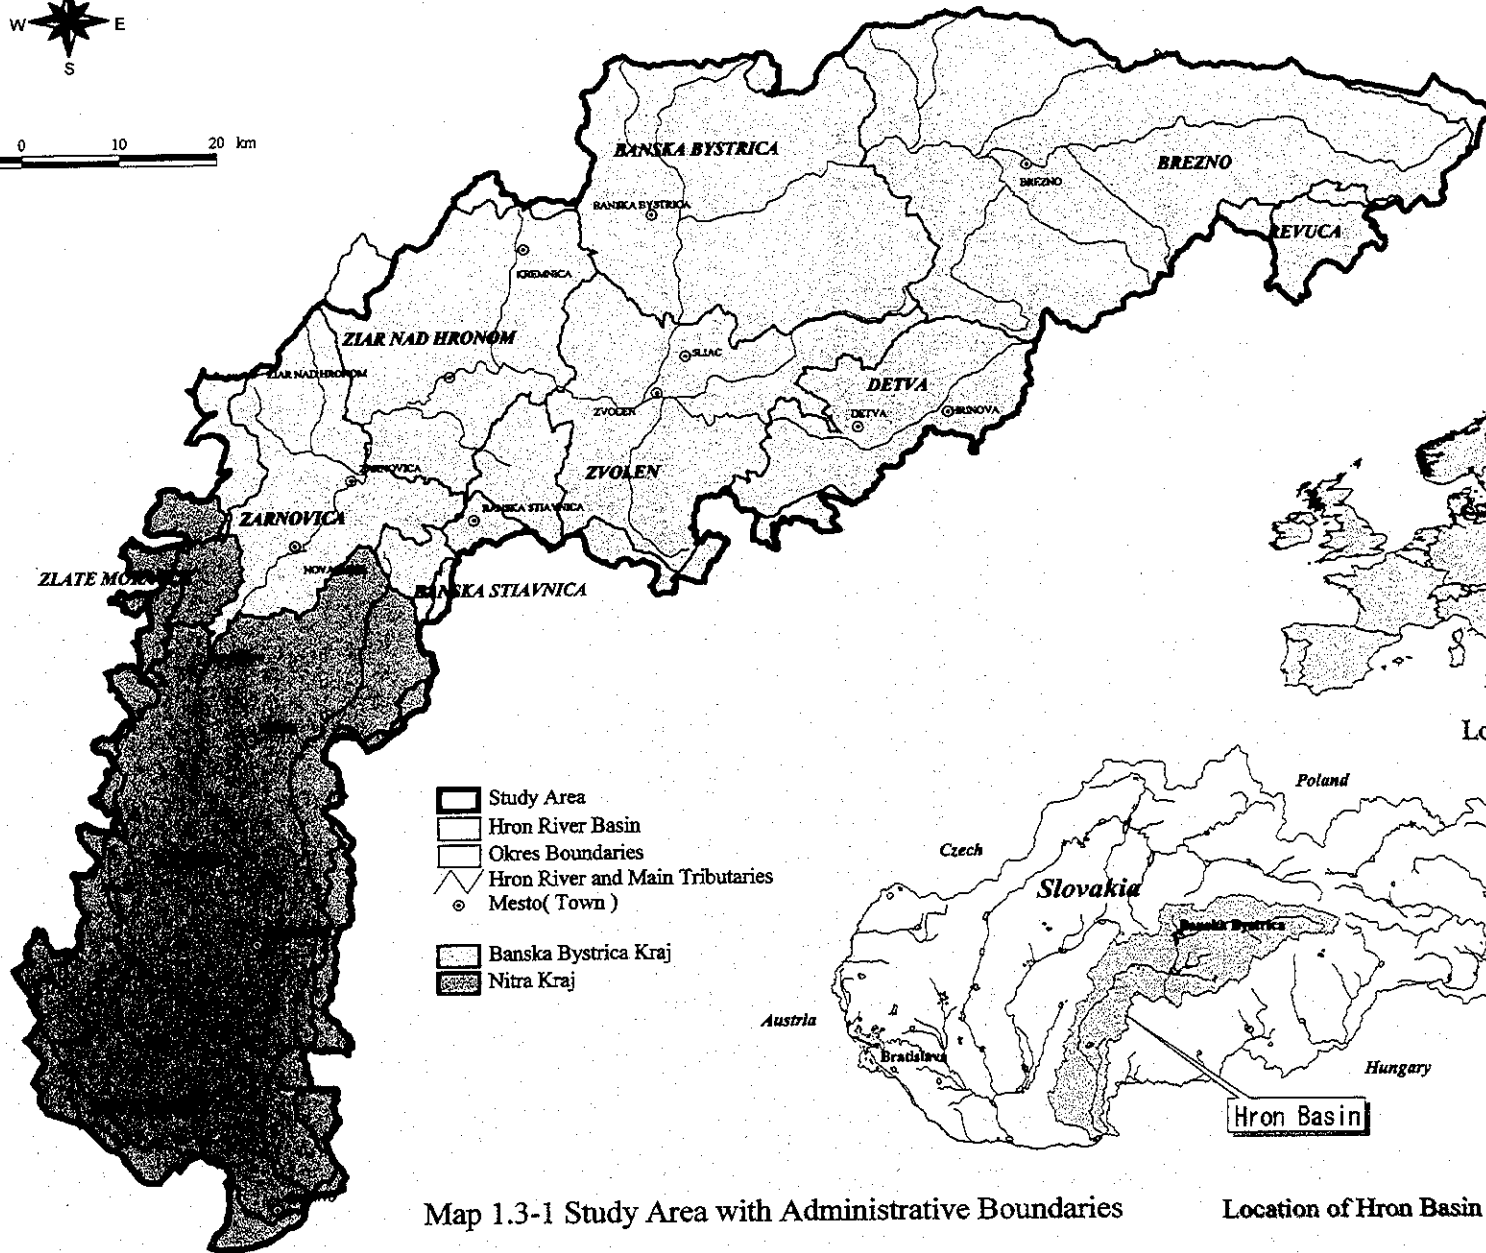 W E
S
0 10 20 km
BANSKA BYSTRICA
BREZNO
BREZNO
BANSKA BYSTRICA
REVUCA
KREMNICA
ZIAR NAD HRONOM
SLIAC
ZIAR NAD HRONOM
DETVA
ZVOLEN
DETVA
HRINOVA
ZVOLEN
ZARNOVICA
BANSKA STIAVNICA
ZARNOVICA
ZLATE
BANSKA STIAVNICA
Study Area
Hron River Basin
Okres Boundaries
Hron River and Main Tributaries
Mesto( Town )
Banska Bystrica Kraj
Nitra Kraj
Lo
Poland
Czech
Slovakia
Banska Bystrica
Austria
Bratislava
Hungary
Hron Basin
Map 1.3-1 Study Area with Administrative Boundaries
Location of Hron Basin